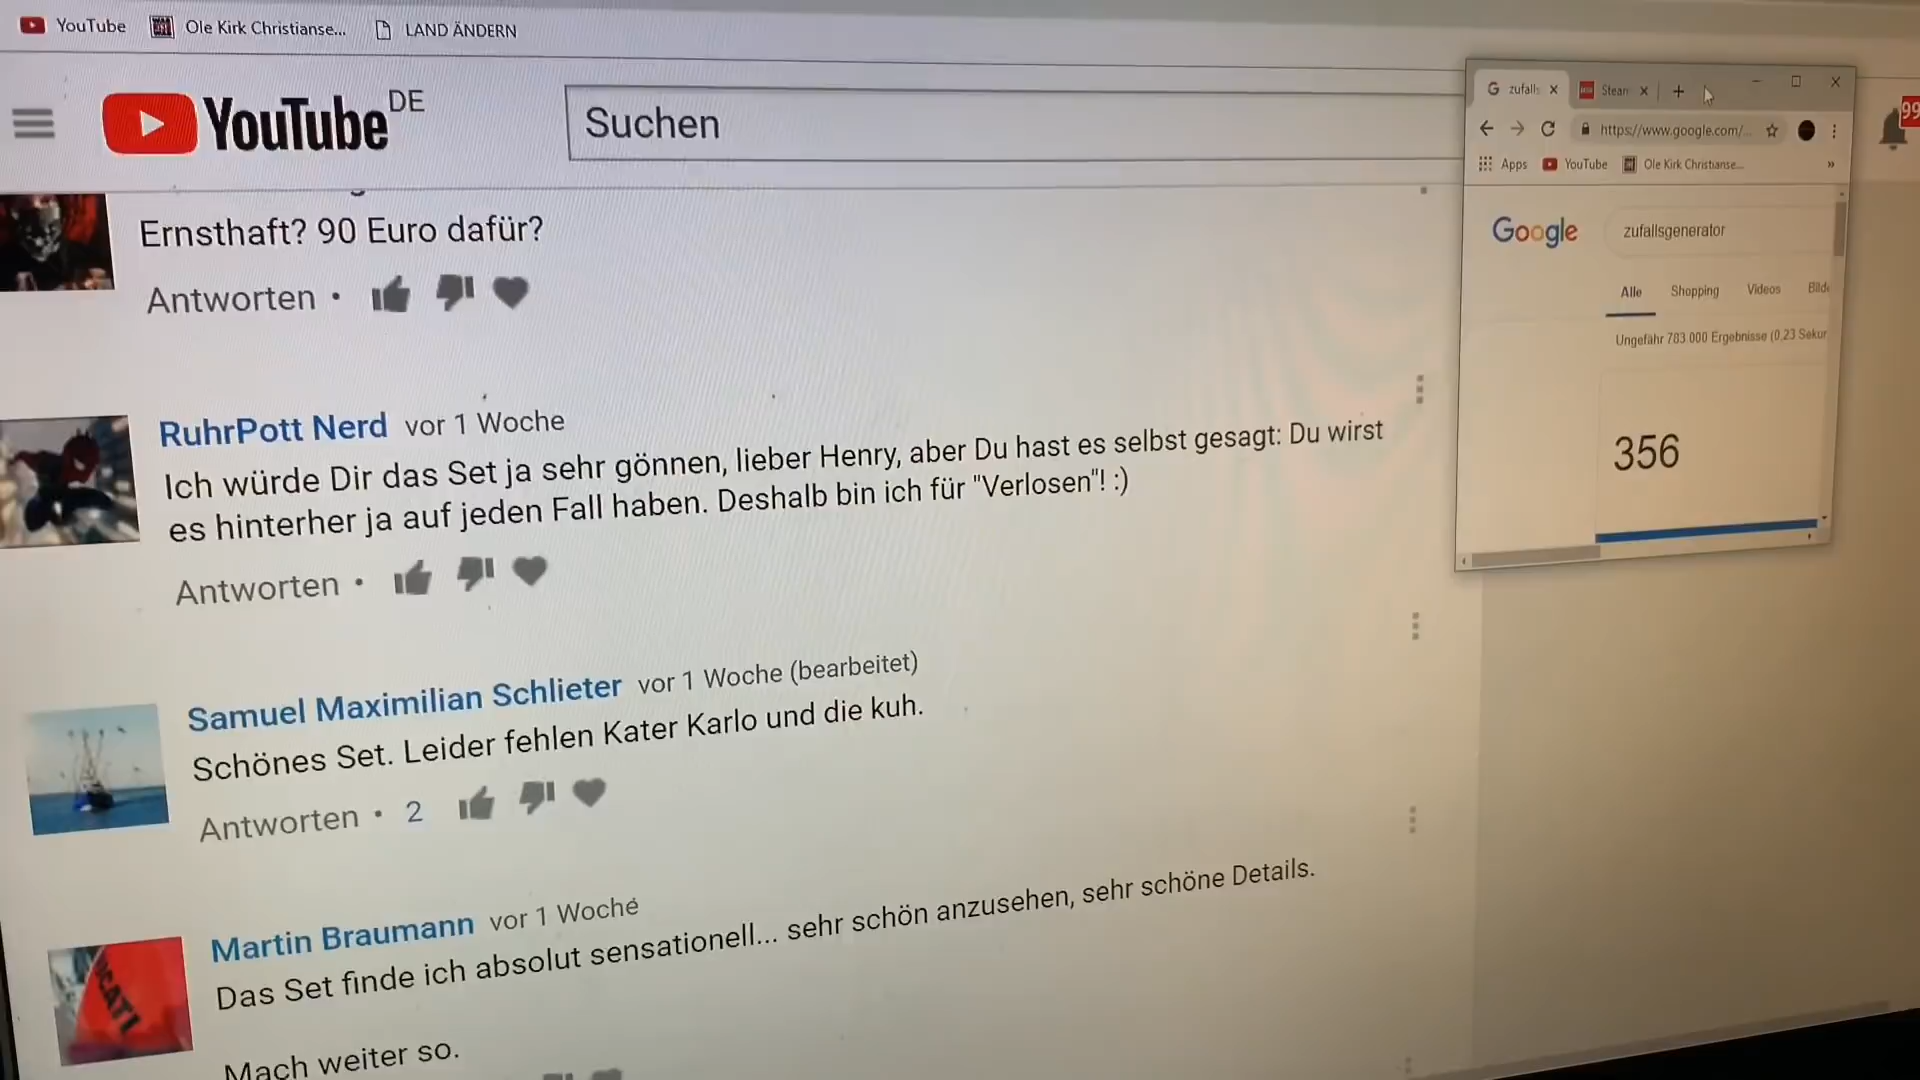 YouTube
Ole Kirk Christianse...
LAND ÄNDERN
YouTube DE
Suchen
99
Ernsthaft? 90 Euro dafür?
Antworten •
RuhrPott Nerd vor 1 Woche
Ich würde Dir das Set ja sehr gönnen, lieber Henry, aber Du hast es selbst gesagt: Du wirst
es hinterher ja auf jeden Fall haben. Deshalb bin ich für "Verlosen"! :)
Antworten •
Samuel Maximilian Schlieter vor 1 Woche (bearbeitet)
Schönes Set. Leider fehlen Kater Karlo und die kuh.
Antworten • 2
Martin Braumann vor 1 Woche
Das Set finde ich absolut sensationell... sehr schön anzusehen, sehr schöne Details.
Mach weiter so.
zufalls
Stean
https://www.google.com/...
Apps
YouTube
Ole Kirk Christianse...
»
Google
zufallsgenerator
Alle
Shopping
Videos
Bilde
Ungefähr 783.000 Ergebnisse (0,23 Sekun
356